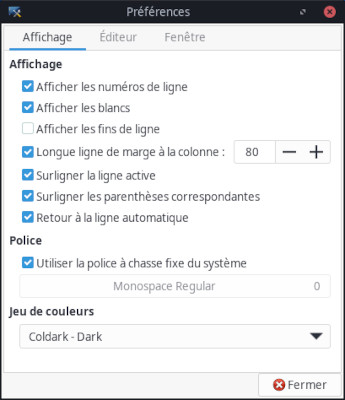 Préférences
Affichage Éditeur Fenêtre
Affichage
Afficher les numéros de ligne
Afficher les blancs
Afficher les fins de ligne
Longue ligne de marge à la colonne : 80
Surligner la ligne active
Surligner les parenthèses correspondantes
Retour à la ligne automatique
Police
Utiliser la police à chasse fixe du système
Monospace Regular 0
Jeu de couleurs
Coldark - Dark
Fermer